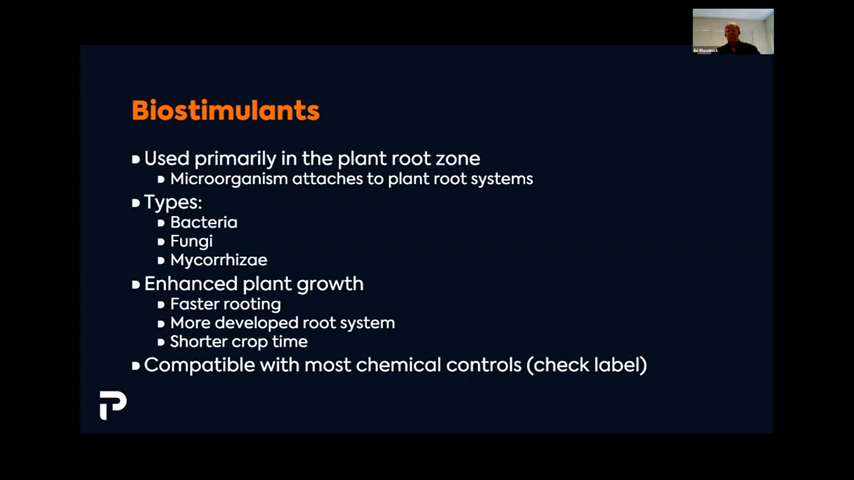 Biostimulants
Used primarily in the plant root zone
Microorganism attaches to plant root systems
Types:
Bacteria
Fungi
Mycorrhizae
Enhanced plant growth
Faster rooting
More developed root system
Shorter crop time
Compatible with most chemical controls (check label)